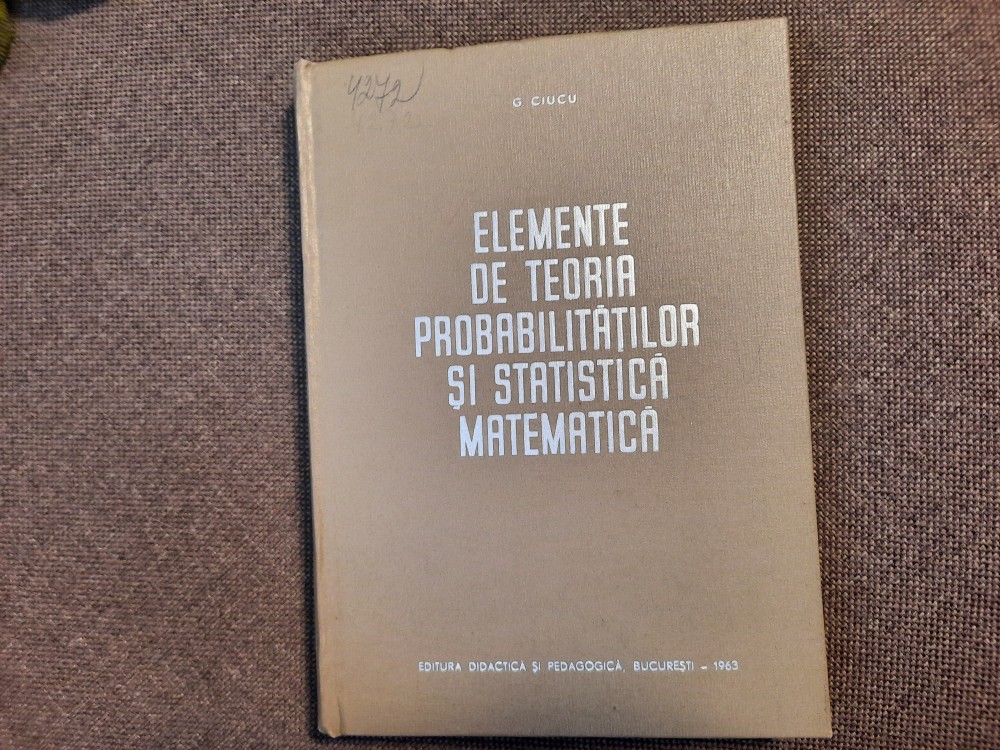 4272
G CIUCU
ELEMENTE
DE TEORIA
PROBABILITĂȚILOR
ȘI STATISTICĂ
MATEMATICĂ
EDITURA DIDACTICĂ ȘI PEDAGOGICĂ, BUCUREȘTI – 1963